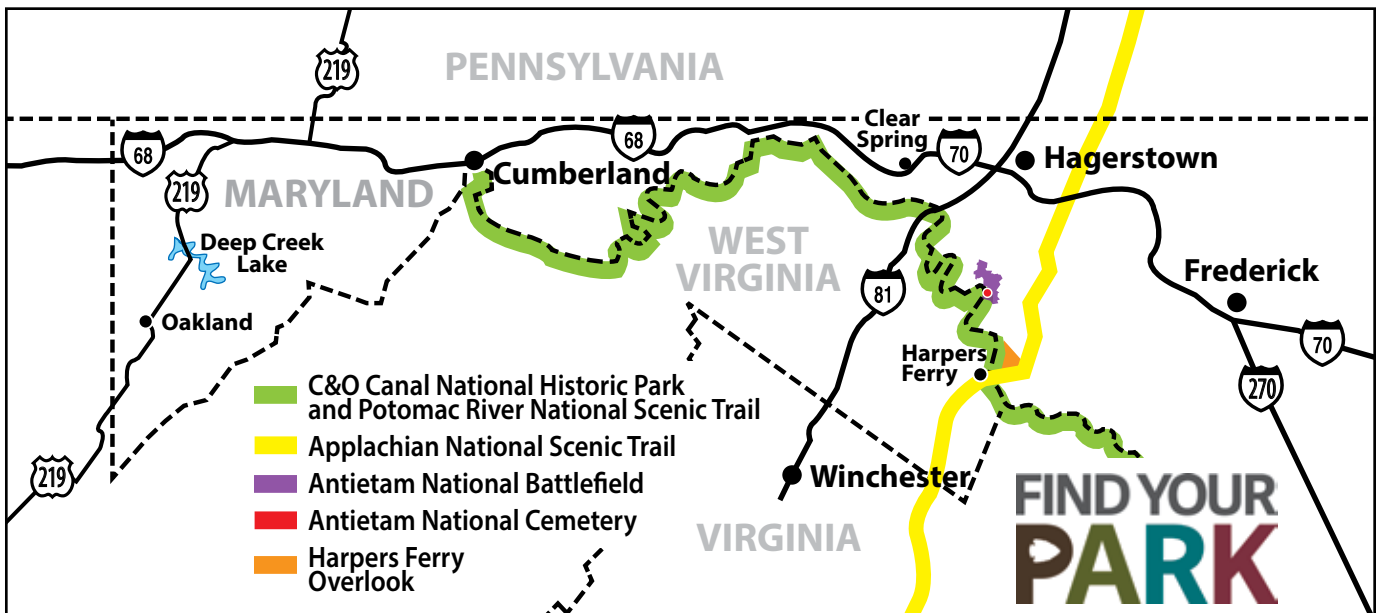 219
PENNSYLVANIA
68
68
Clear
Spring
70
Hagerstown
Cumberland
219
MARYLAND
Deep Creek
Lake
WEST
VIRGINIA
81
Frederick
Oakland
70
Harpers
Ferry
270
C&O Canal National Historic Park
and Potomac River National Scenic Trail
Applachian National Scenic Trail
219
Antietam National Battlefield
Winchester
Antietam National Cemetery
VIRGINIA
Harpers Ferry
Overlook
FIND YOUR
PARK